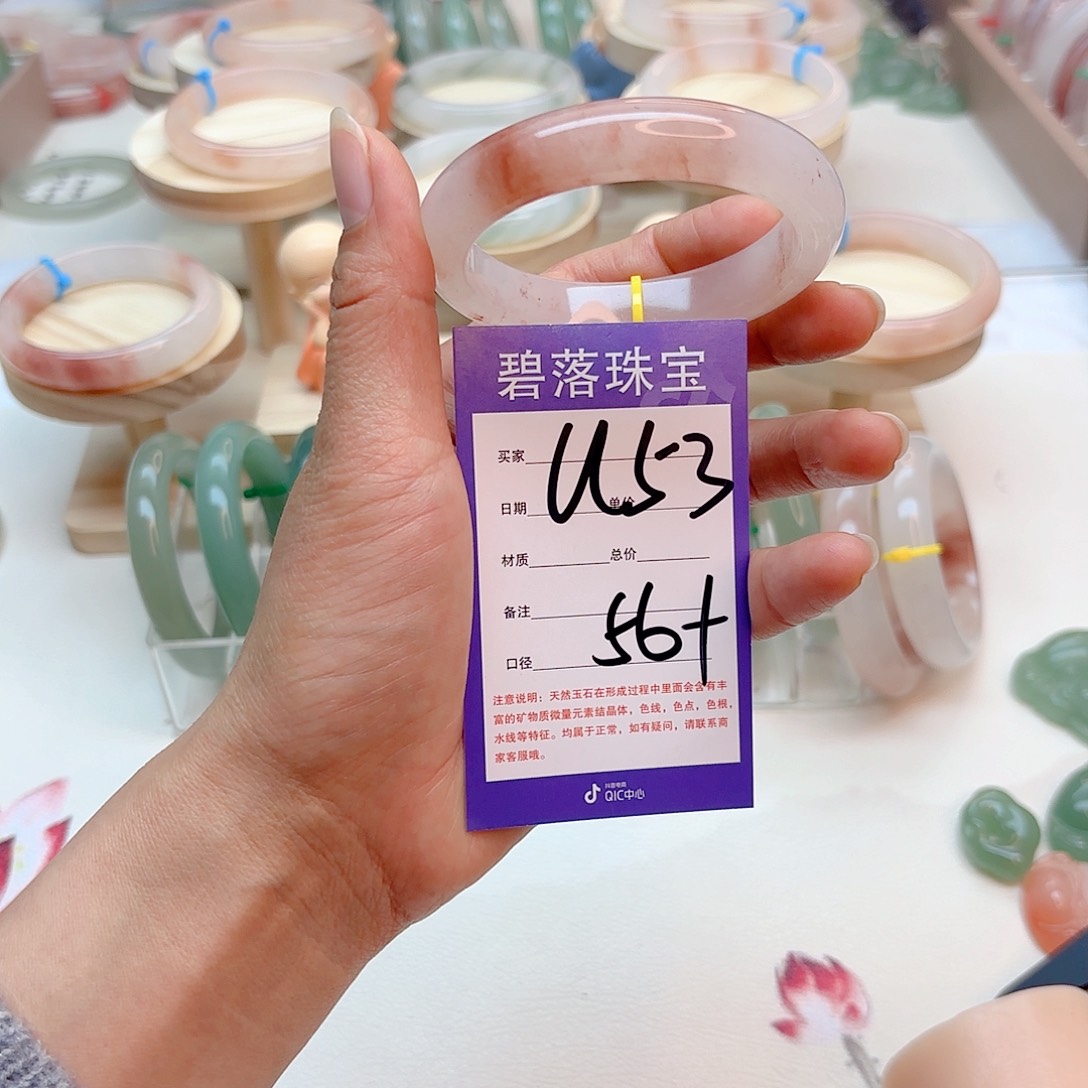 碧落珠宝
U53
买家
日期 单价
材质 总价
备注
56+
口径
注意说明：天然玉石在形成过程中里面会含有丰
富的矿物质微量元素结晶体，色线，色点，色根，
水线等特征。均属于正常，如有疑问，请联系商
家客服哦。
抖音电商
QIC中心